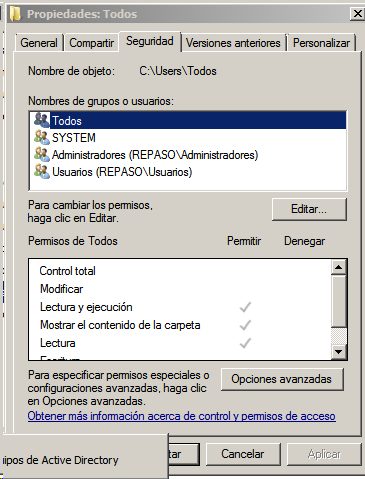 Propiedades: Todos
General
Compartir
Seguridad
Versiones anteriores
Personalizar
Nombre de objeto: C:\Users\Todos
Nombres de grupos o usuarios:
Todos
SYSTEM
Administradores (REPASO\Administradores)
Usuarios (REPASO\Usuarios)
Para cambiar los permisos,
haga clic en Editar.
Editar...
Permisos de Todos Permitir Denegar
Control total
Modificar
Lectura y ejecución
Mostrar el contenido de la carpeta
Lectura
Escritura
Para especificar permisos especiales o
configuraciones avanzadas, haga clic
en Opciones avanzadas.
Opciones avanzadas
Obtener más información acerca de control y permisos de acceso
tar
Cancelar
Aplicar
ipos de Active Directory